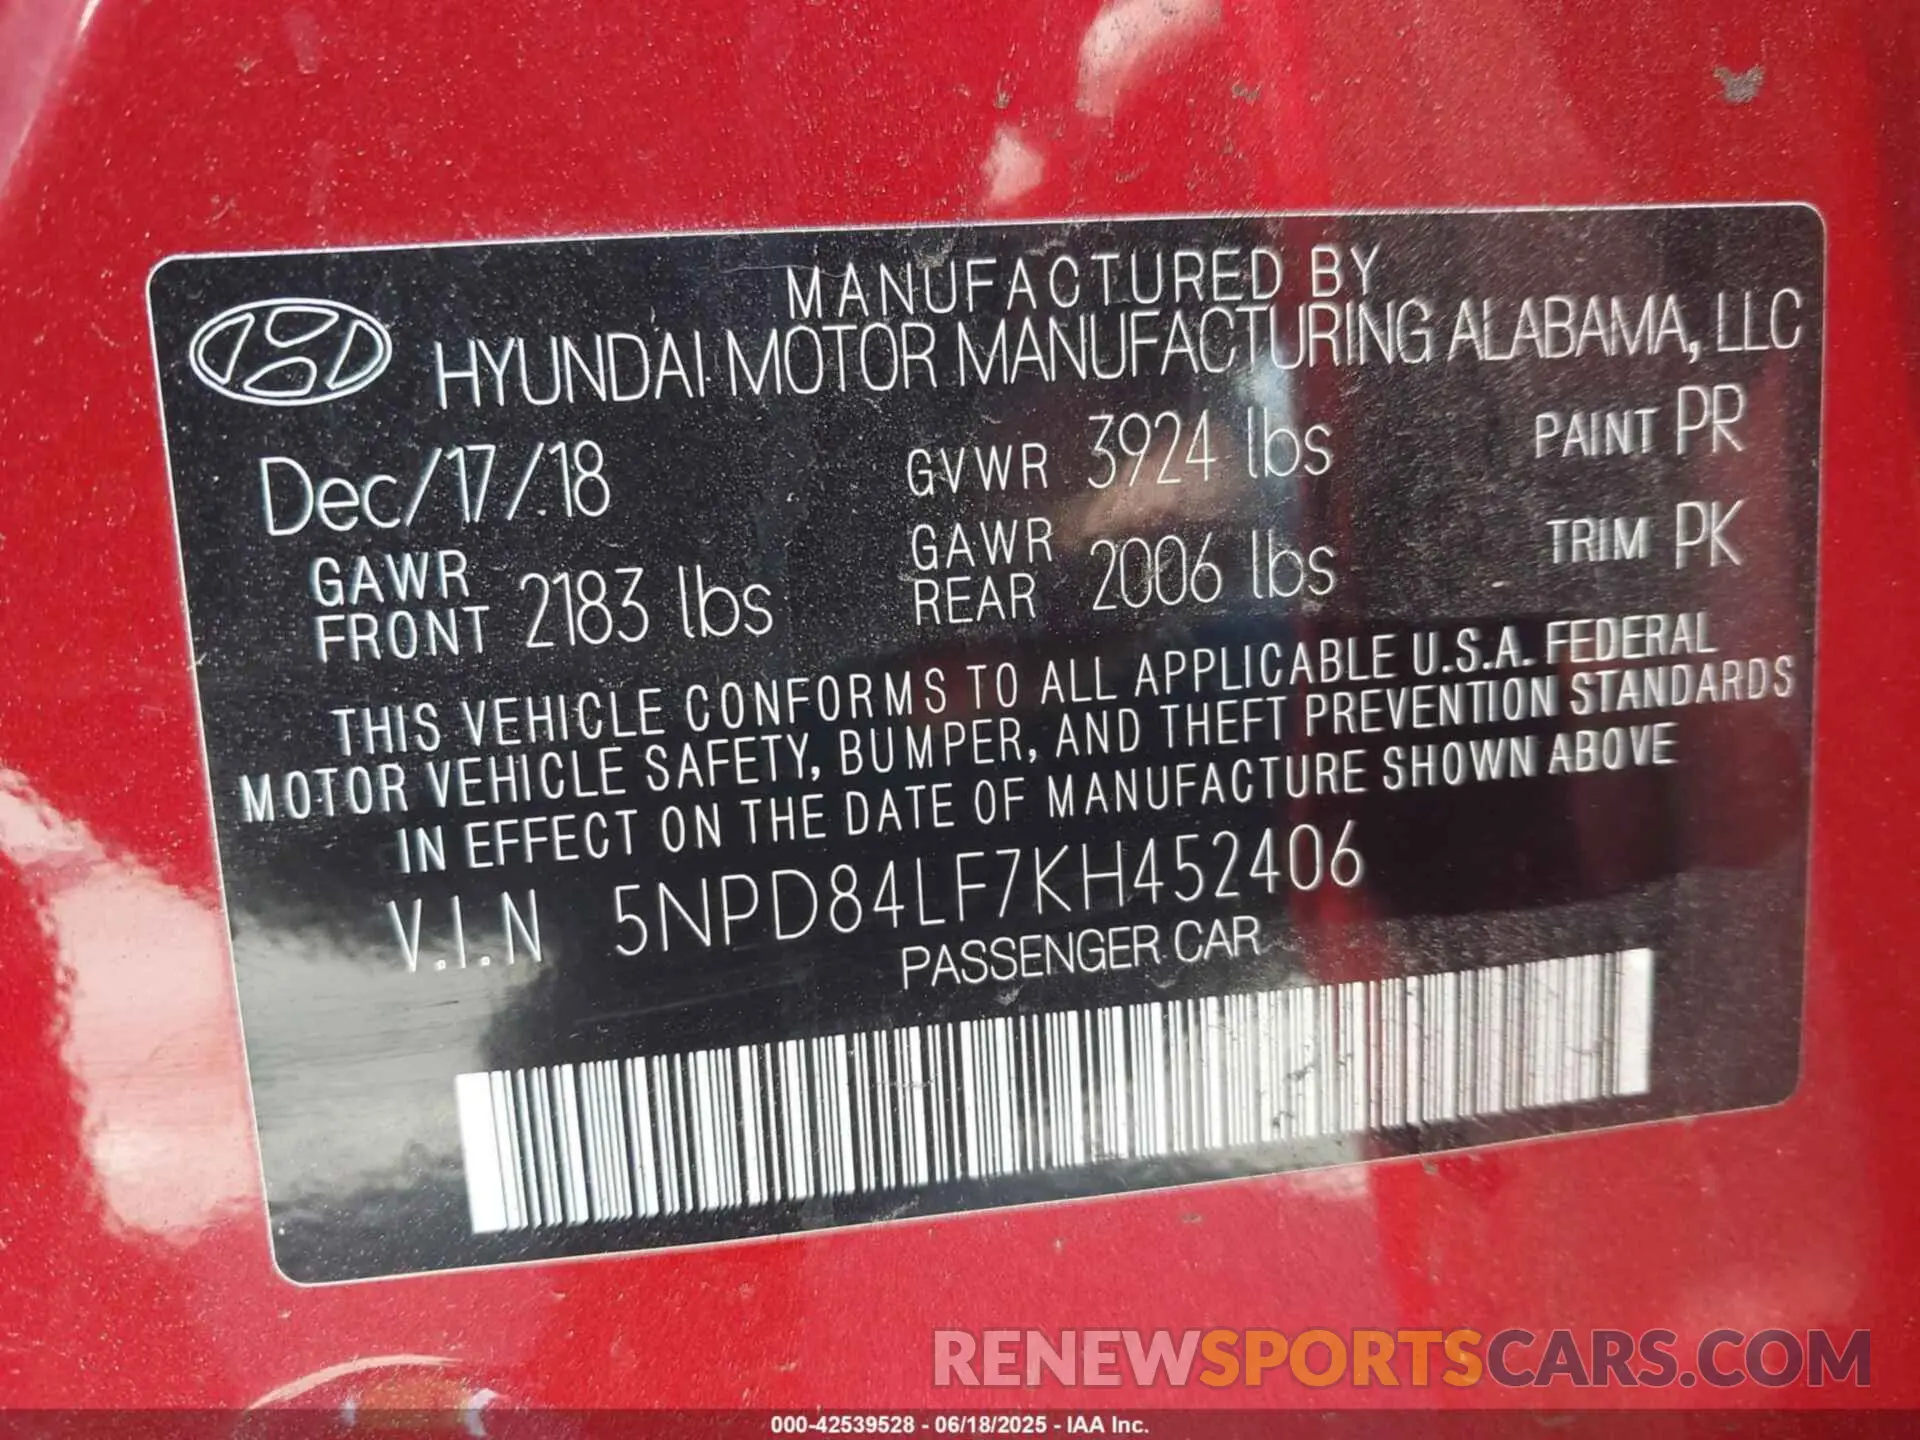 MANUFACTURED BY
HYUNDAI MOTOR MANUFACTURING ALABAMA, LLC
Dec/17/18 GVWR 3924 lbs PAINT PR
GAWR FRONT 2183 lbs GAWR REAR 2006 lbs TRIM PK
THIS VEHICLE CONFORMS TO ALL APPLICABLE U.S.A. FEDERAL
MOTOR VEHICLE SAFETY, BUMPER, AND THEFT PREVENTION STANDARDS
IN EFFECT ON THE DATE OF MANUFACTURE SHOWN ABOVE
V.I.N 5NPD84LF7KH452406
PASSENGER CAR
RENEWSPORTSCARS.COM
000-42539528 - 06/18/2025 - IAA Inc.